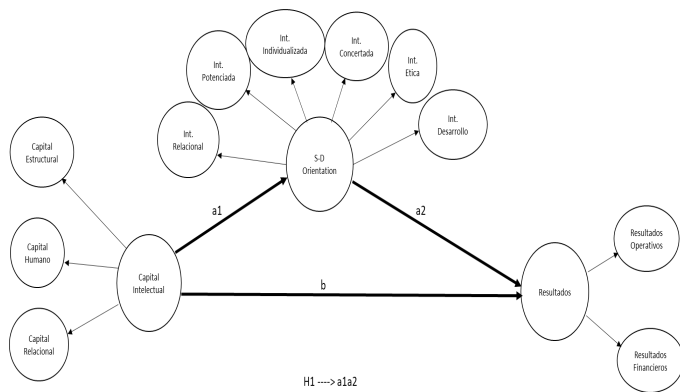 Int.
Individualizada
Int.
Concertada
Int.
Potenciada
Int.
Etica
Int.
Relacional
Int.
Desarrollo
S-D
Orientation
Capital
Estructural
a1
a2
Capital
Humano
Capital
Intelectual
Capital
Relacional
b
Resultados
Resultados
Operativos
Resultados
Financieros
H1 ----> a1a2